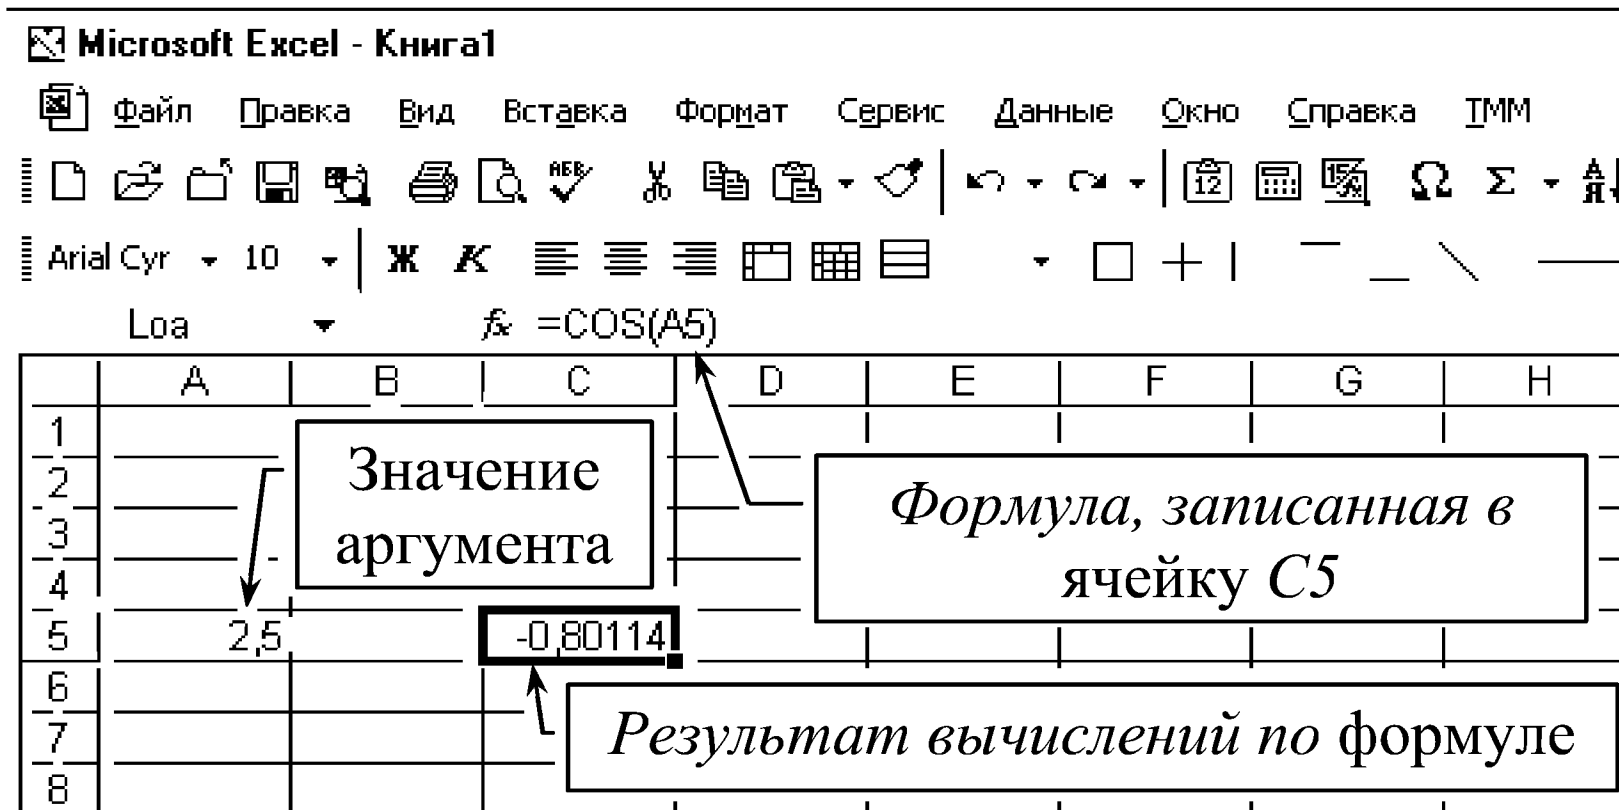 Microsoft Excel - Книга1
Файл Правка Вид Вставка Формат Сервис Данные Окно Справка ТММ
12
Arial Cyr 10 Ж К
Loa fx =COS(A5)
A B C D E F G H
1
Значение
2
Формула, записанная в
3
аргумента
ячейку C5
4
5 2,5 -0,80114
6
Результат вычислений по формуле
7
8